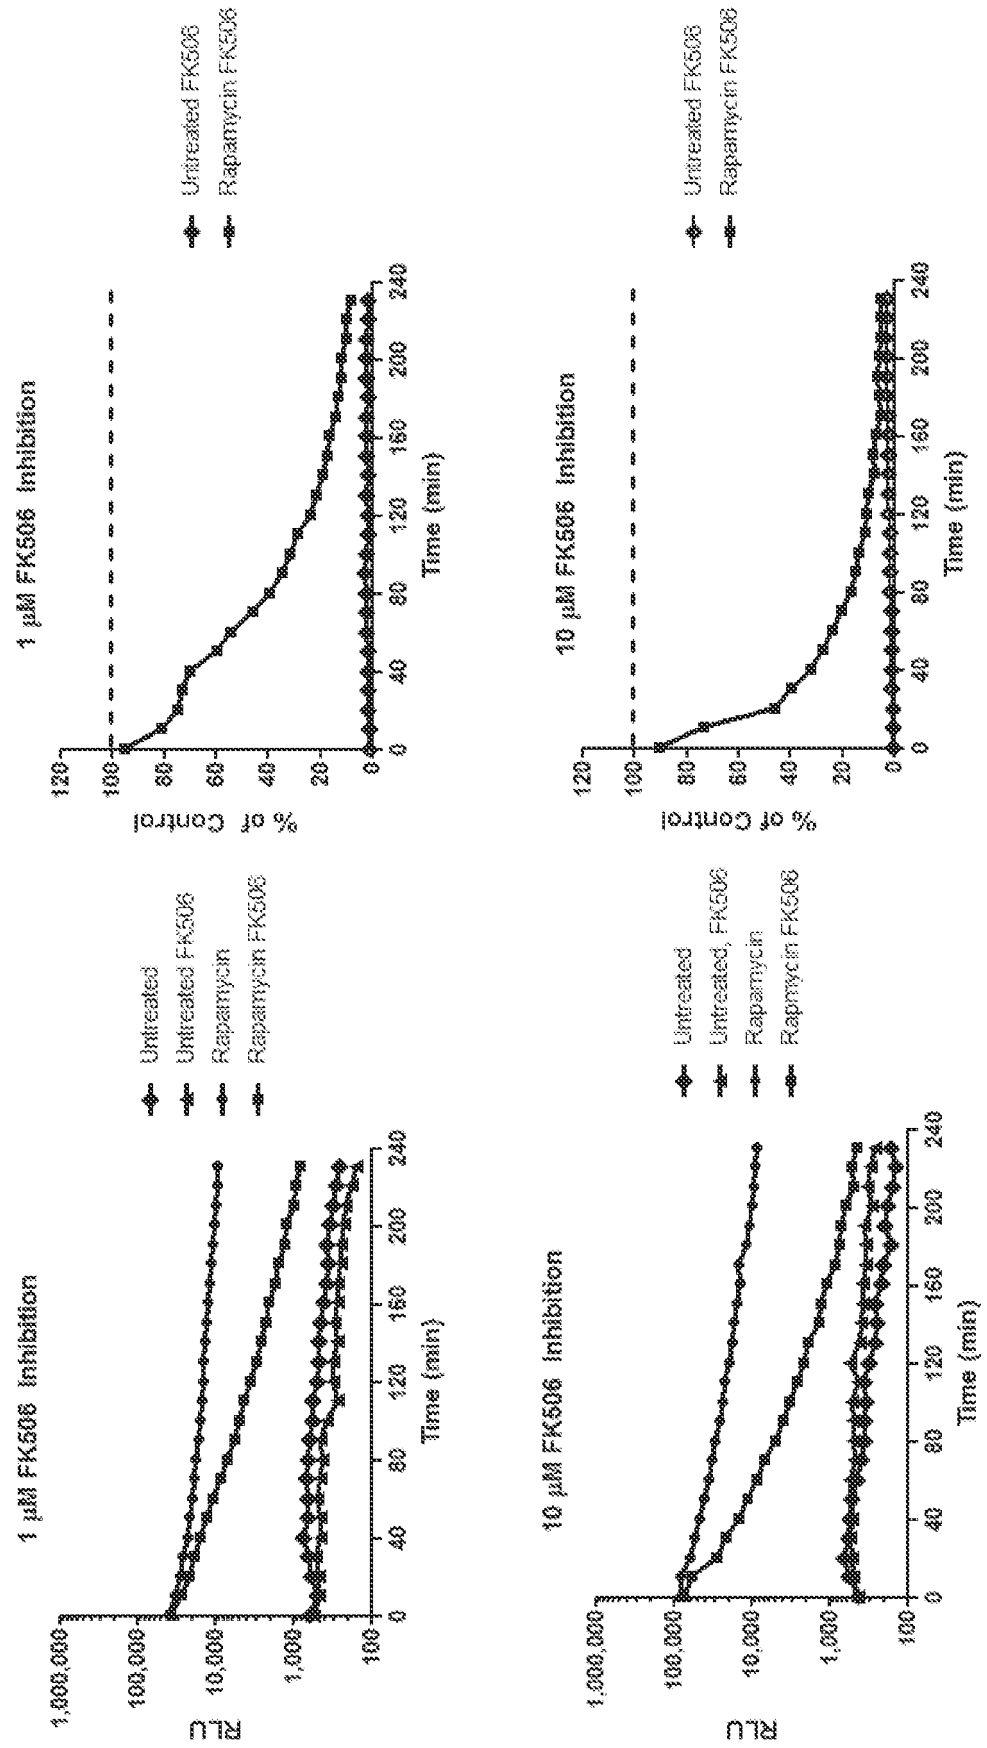 1 µM FK506 Inhibition
1,000,000
100,000
10,000
1,000
100
RLU
0
40
80
120
160
200
240
Time (min)
Untreated
Untreated FK506
Rapamycin
Rapamycin FK506
1 µM FK506 Inhibition
120
100
80
60
40
20
0
% of Control
0
40
80
120
160
200
240
Time (min)
Untreated FK506
Rapamycin FK506
10 µM FK506 Inhibition
1,000,000
100,000
10,000
1,000
100
RLU
0
40
80
120
160
200
240
Time (min)
Untreated
Untreated, FK506
Rapamycin
Rapmycin FK506
10 µM FK506 Inhibition
120
100
80
60
40
20
0
% of Control
0
40
80
120
160
200
240
Time (min)
Untreated FK506
Rapamycin FK506